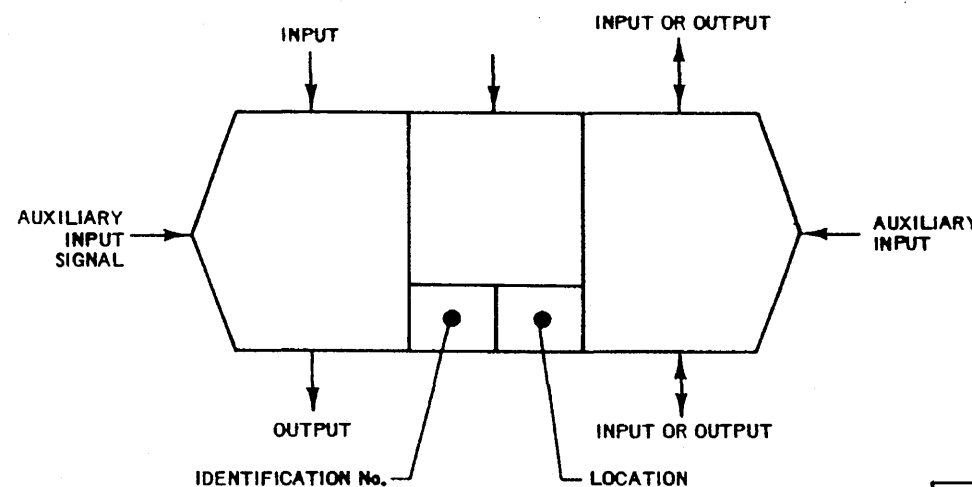 INPUT
INPUT OR OUTPUT
AUXILIARY
INPUT
SIGNAL
AUXILIARY
INPUT
OUTPUT
INPUT OR OUTPUT
IDENTIFICATION No.
LOCATION